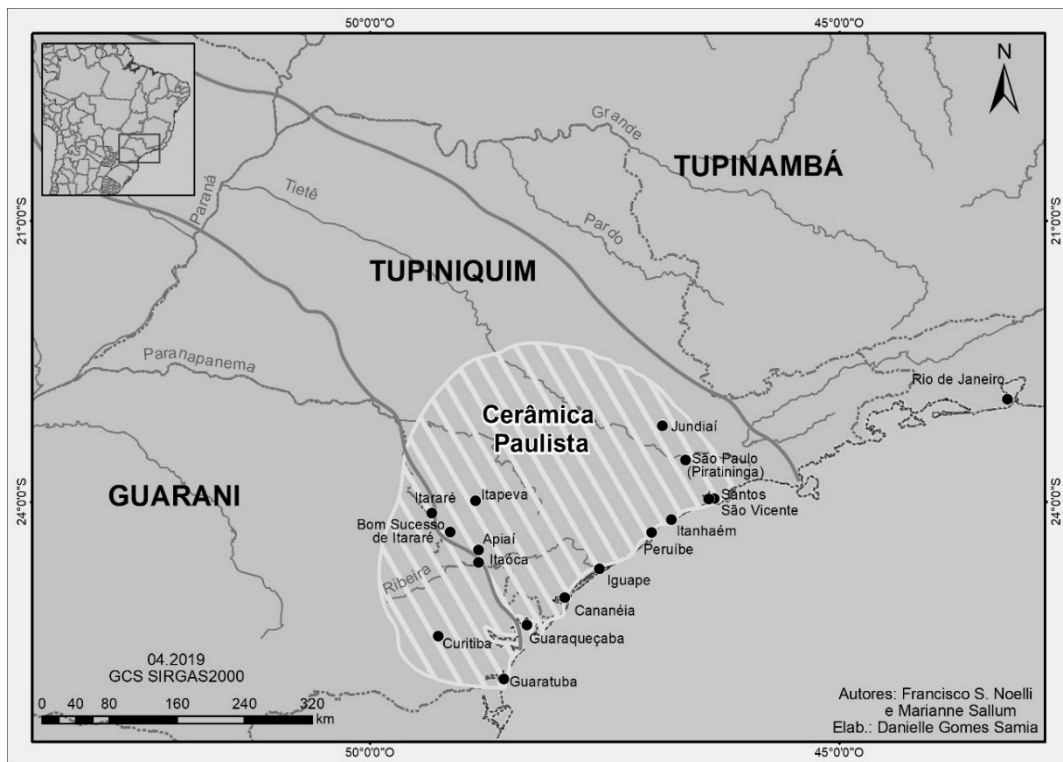 50°0'0"O
45°0'0"O
N
Grande
TUPINAMBÁ
Paraná
Tietê
21°0'0"S
21°0'0"S
Pardo
TUPINIQUIM
Paranapanema
Rio de Janeiro
Cerâmica
Paulista
Jundiaí
São Paulo
(Piratininga)
GUARANI
24°0'0"S
24°0'0"S
Itararé
Itapeva
Santos
São Vicente
Bom Sucesso
de Itararé
Itanhaém
Apiaí
Peruíbe
Itaóca
Ribeira
Iguape
Cananéia
Guaraqueçaba
Curitiba
Guaratuba
04.2019
GCS SIRGAS2000
0 40 80 160 240 320
km
Autores: Francisco S. Noelli
e Marianne Sallum
Elab.: Danielle Gomes Samia
50°0'0"O
45°0'0"O